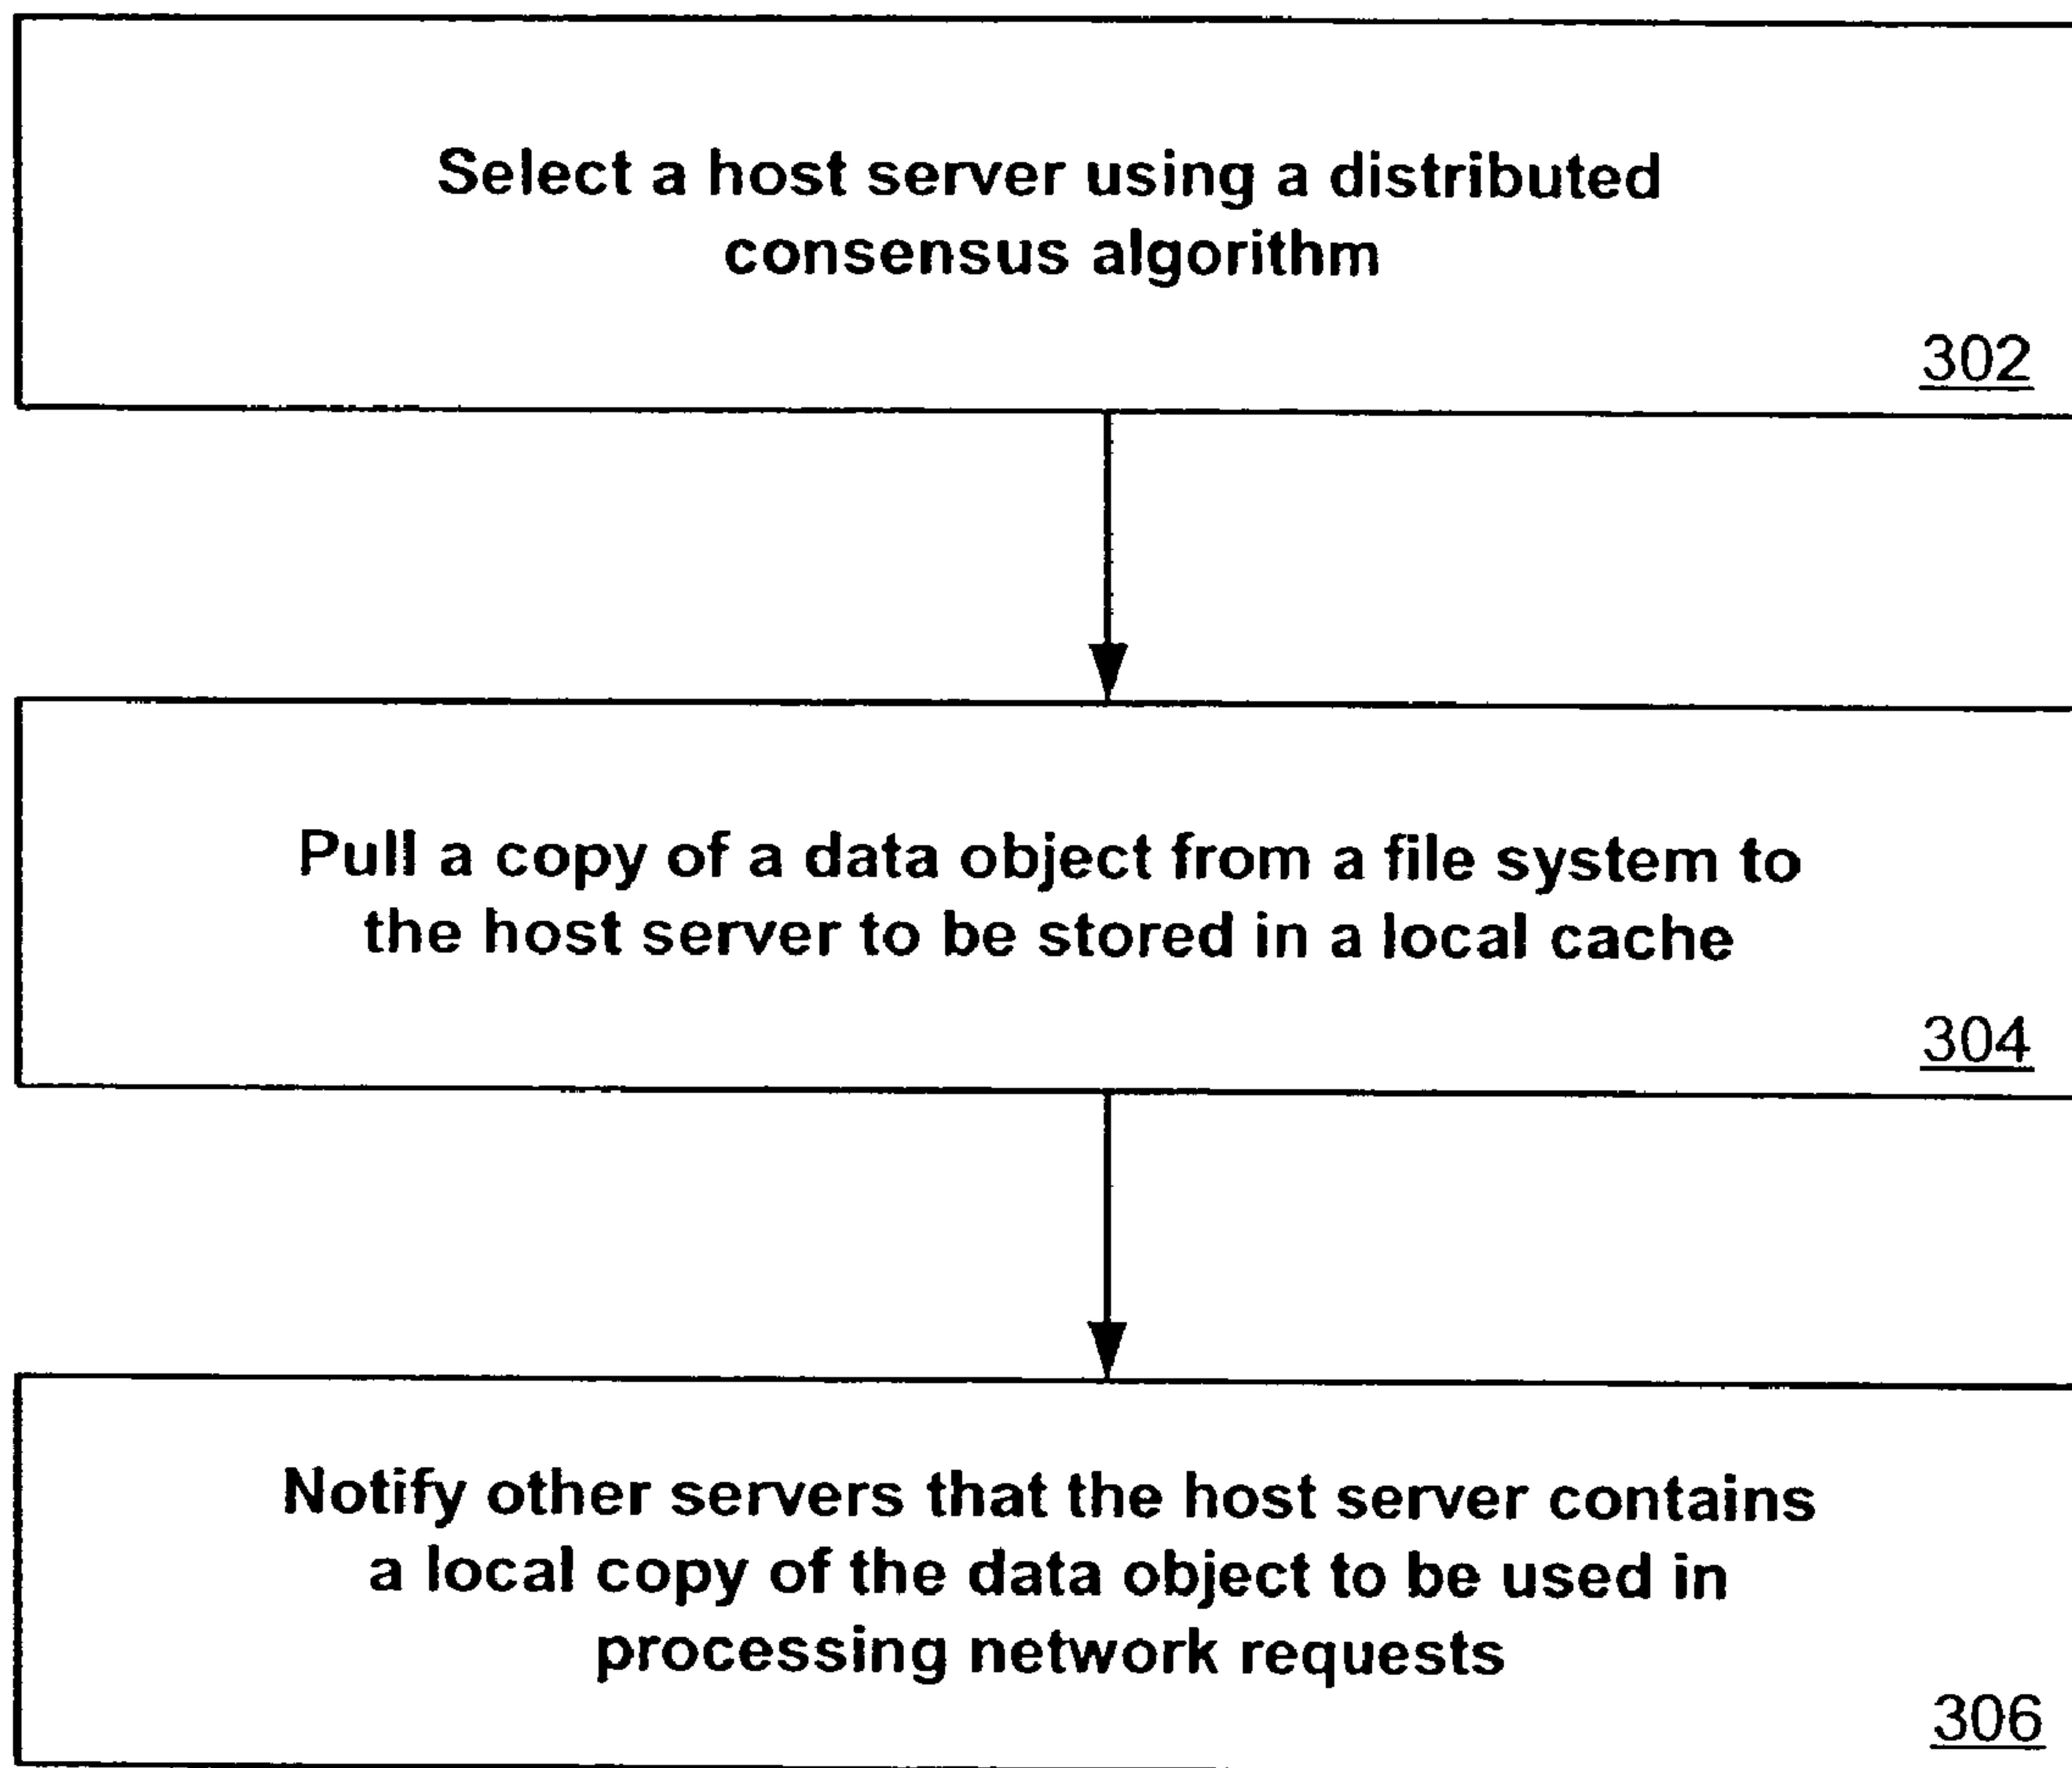 Select a host server using a distributed
consensus algorithm
302
Pull a copy of a data object from a file system to
the host server to be stored in a local cache
304
Notify other servers that the host server contains
a local copy of the data object to be used in
processing network requests
306